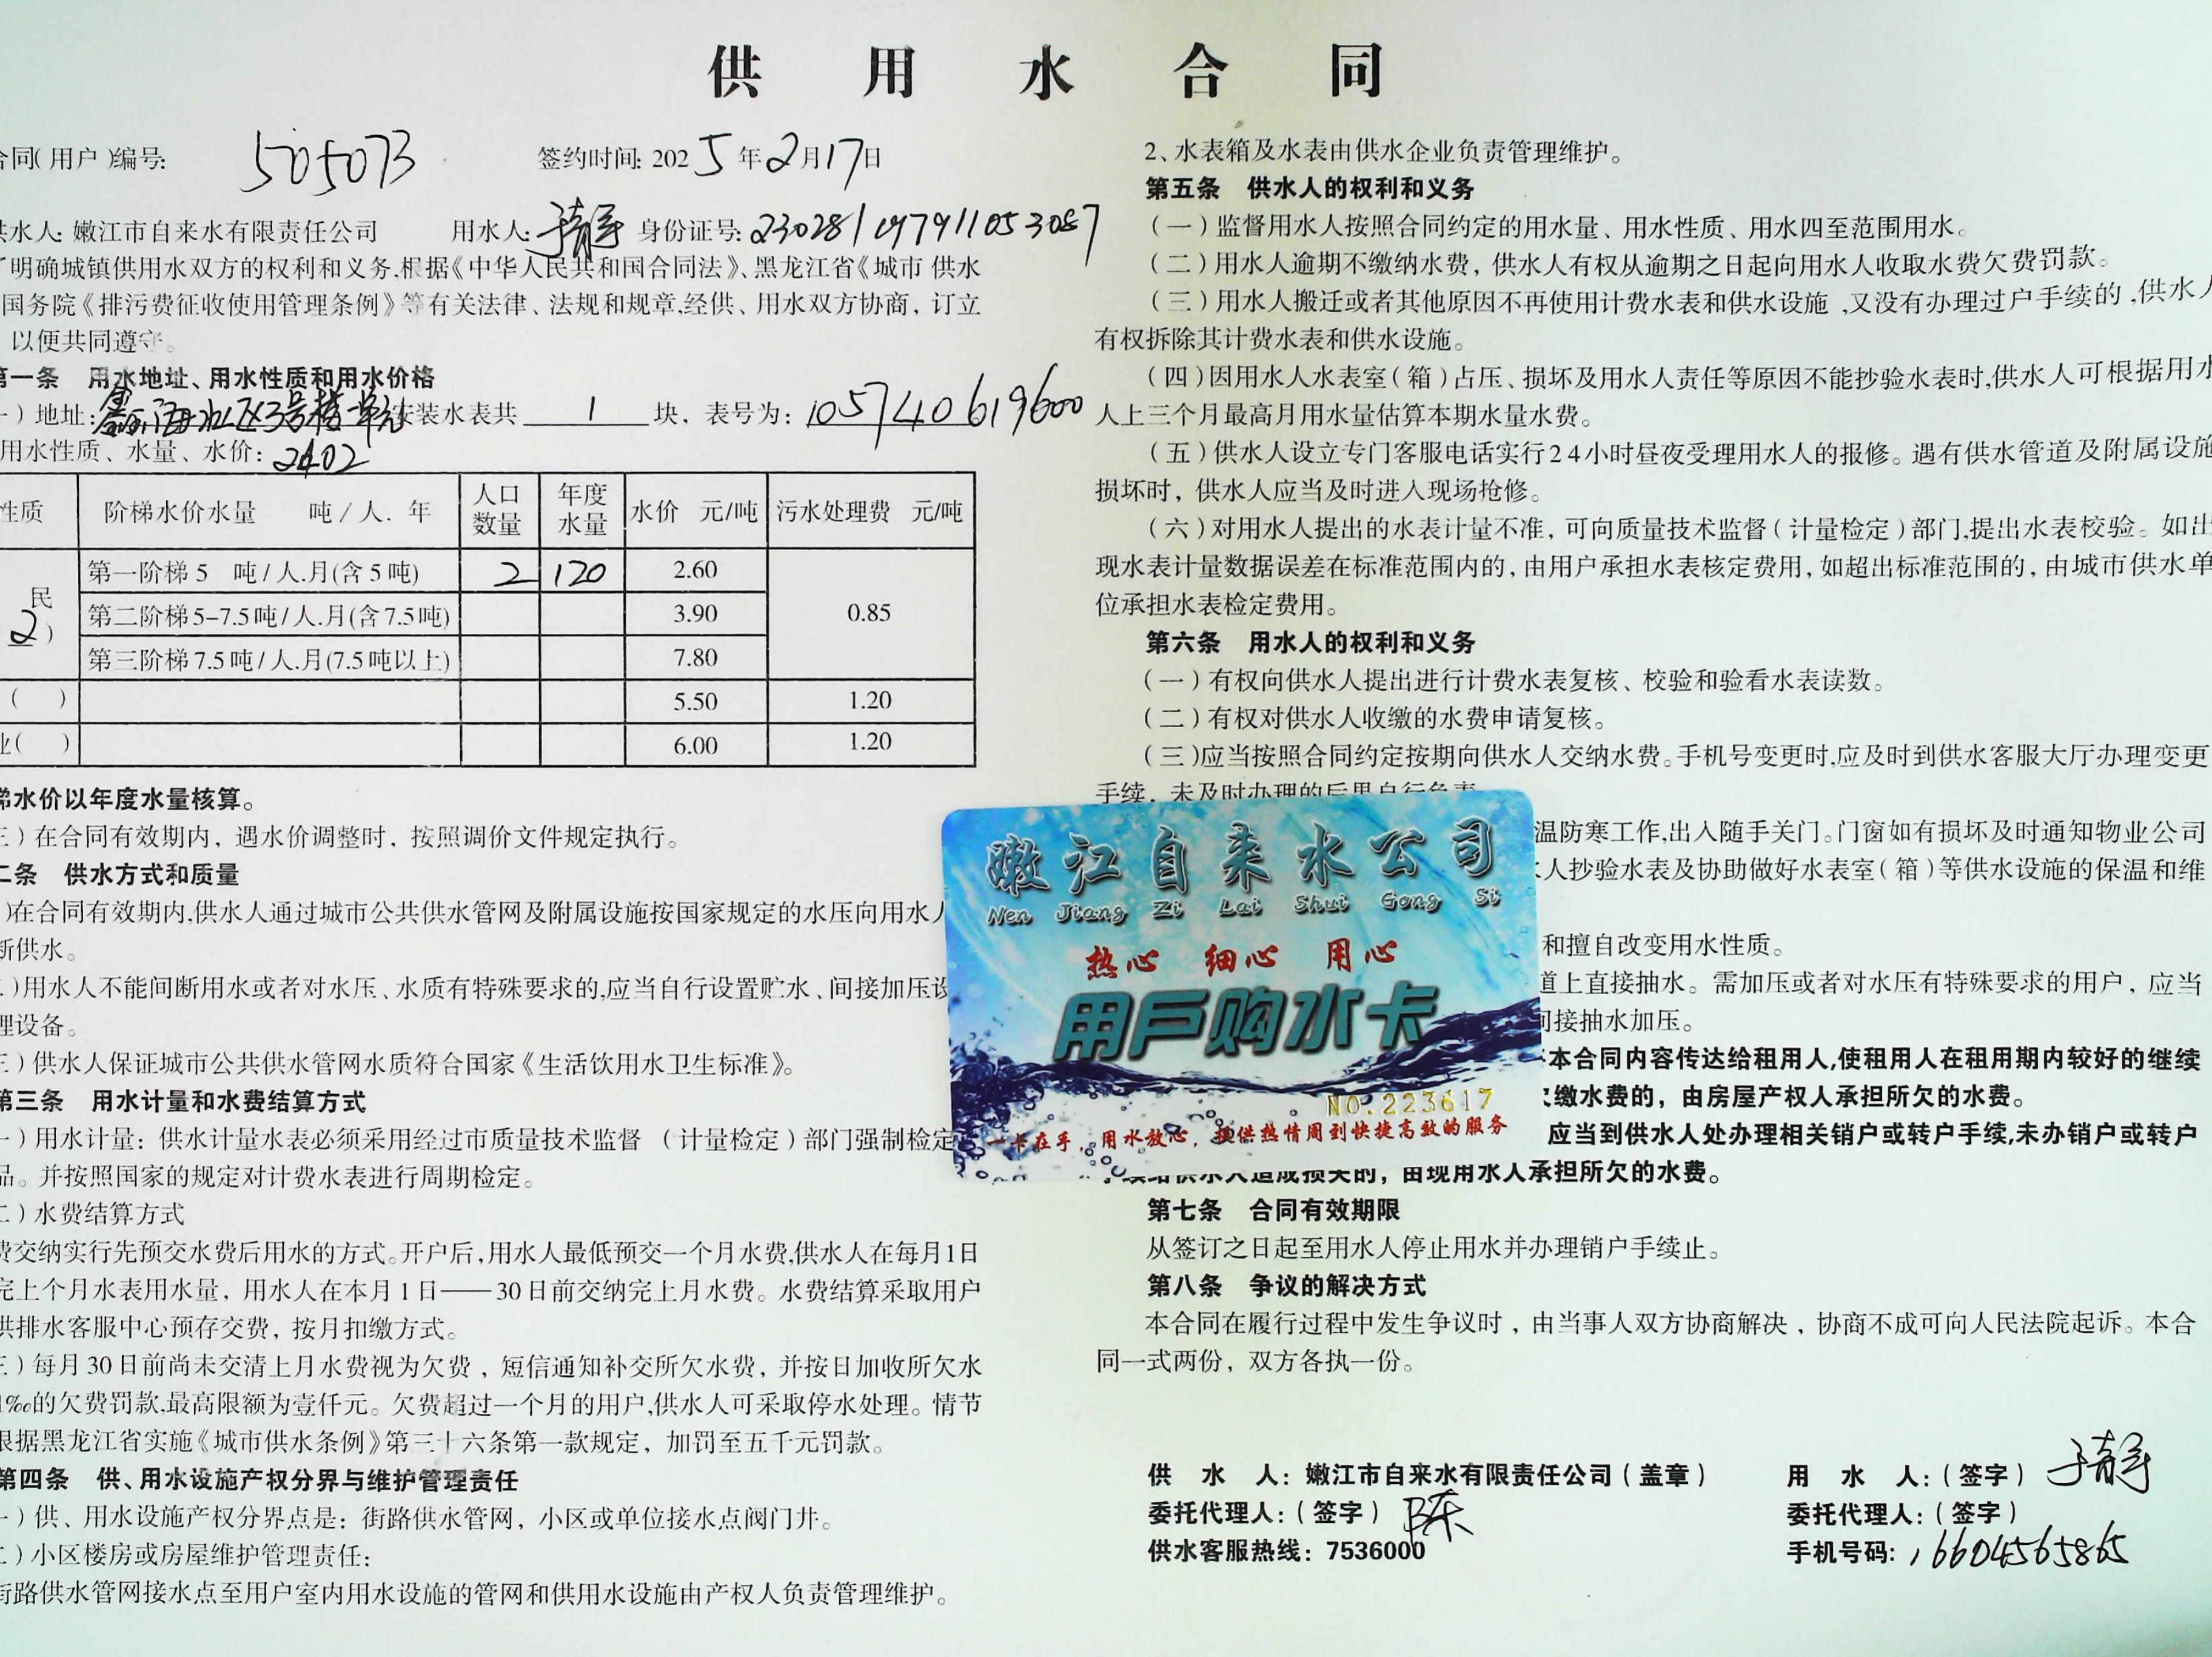 供用水合同
合同(用户)编号: 505073 签约时间: 2025年2月17日
供水人: 嫩江市自来水有限责任公司 用水人: 身份证号:
了明确城镇供用水双方的权利和义务.根据《中华人民共和国合同法》、黑龙江省《城市 供水
国务院《排污费征收使用管理条例》等有关法律、法规和规章,经供、用水双方协商, 订立
以便共同遵守。
第一条 用水地址、用水性质和用水价格
一)地址: 3号楼 安装水表共 1 块, 表号为: 105740619600
用水性质、水量、水价: 2402
性质 阶梯水价水量 吨/人. 年 人口数量 年度水量 水价 元/吨 污水处理费 元/吨
民 2) 第一阶梯 5 吨/人.月(含5吨) 2 120 2.60 0.85
第二阶梯 5-7.5吨/人.月(含7.5吨) 3.90
第三阶梯 7.5吨/人.月(7.5吨以上) 7.80
( ) 5.50 1.20
业( ) 6.00 1.20
梯水价以年度水量核算。
三)在合同有效期内, 遇水价调整时, 按照调价文件规定执行。
二条 供水方式和质量
)在合同有效期内,供水人通过城市公共供水管网及附属设施按国家规定的水压向用水人
断供水。
二)用水人不能间断用水或者对水压、水质有特殊要求的,应当自行设置贮水、间接加压设
理设备。
三)供水人保证城市公共供水管网水质符合国家《生活饮用水卫生标准》。
第三条 用水计量和水费结算方式
一)用水计量: 供水计量水表必须采用经过市质量技术监督 (计量检定)部门强制检定
品。并按照国家的规定对计费水表进行周期检定。
二)水费结算方式
费交纳实行先预交水费后用水的方式。开户后,用水人最低预交一个月水费,供水人在每月1日
完上个月水表用水量, 用水人在本月1日——30日前交纳完上月水费。水费结算采取用户
供排水客服中心预存交费, 按月扣缴方式。
三)每月30日前尚未交清上月水费视为欠费, 短信通知补交所欠水费, 并按日加收所欠水
‰的欠费罚款,最高限额为壹仟元。欠费超过一个月的用户,供水人可采取停水处理。情节
根据黑龙江省实施《城市供水条例》第三十六条第一款规定, 加罚至五千元罚款。
第四条 供、用水设施产权分界与维护管理责任
一)供、用水设施产权分界点是: 街路供水管网, 小区或单位接水点阀门井。
二)小区楼房或房屋维护管理责任:
街路供水管网接水点至用户室内用水设施的管网和供用水设施由产权人负责管理维护。
2、水表箱及水表由供水企业负责管理维护。
第五条 供水人的权利和义务
(一)监督用水人按照合同约定的用水量、用水性质、用水四至范围用水。
(二)用水人逾期不缴纳水费, 供水人有权从逾期之日起向用水人收取水费欠费罚款。
(三)用水人搬迁或者其他原因不再使用计费水表和供水设施,又没有办理过户手续的,供水人
有权拆除其计费水表和供水设施。
(四)因用水人水表室(箱)占压、损坏及用水人责任等原因不能抄验水表时,供水人可根据用水
人上三个月最高月用水量估算本期水量水费。
(五)供水人设立专门客服电话实行24小时昼夜受理用水人的报修。遇有供水管道及附属设施
损坏时, 供水人应当及时进入现场抢修。
(六)对用水人提出的水表计量不准, 可向质量技术监督(计量检定)部门,提出水表校验。如出
现水表计量数据误差在标准范围内的, 由用户承担水表核定费用, 如超出标准范围的, 由城市供水单
位承担水表检定费用。
第六条 用水人的权利和义务
(一)有权向供水人提出进行计费水表复核、校验和验看水表读数。
(二)有权对供水人收缴的水费申请复核。
(三)应当按照合同约定按期向供水人交纳水费。手机号变更时,应及时到供水客服大厅办理变更
手续, 未及时办理的后果自行负责
温防寒工作,出入随手关门。门窗如有损坏及时通知物业公司
人抄验水表及协助做好水表室(箱)等供水设施的保温和维
和擅自改变用水性质。
道上直接抽水。需加压或者对水压有特殊要求的用户, 应当
间接抽水加压。
本合同内容传达给租用人,使租用人在租用期内较好的继续
欠缴水费的, 由房屋产权人承担所欠的水费。
应当到供水人处办理相关销户或转户手续,未办销户或转户
手续给供水人造成损失的, 由现用水人承担所欠的水费。
第七条 合同有效期限
从签订之日起至用水人停止用水并办理销户手续止。
第八条 争议的解决方式
本合同在履行过程中发生争议时, 由当事人双方协商解决, 协商不成可向人民法院起诉。本合
同一式两份, 双方各执一份。
供 水 人: 嫩江市自来水有限责任公司(盖章) 用 水 人:(签字)
委托代理人:(签字) 陈 委托代理人:(签字)
供水客服热线: 7536000 手机号码: 16604565865
嫩江自来水公司
Nen Jiang Zi Lai Shui Gong Si
热心 细心 用心
用户购水卡
NO.223617
一卡在手, 用水放心, 提供热情周到快捷高效的服务